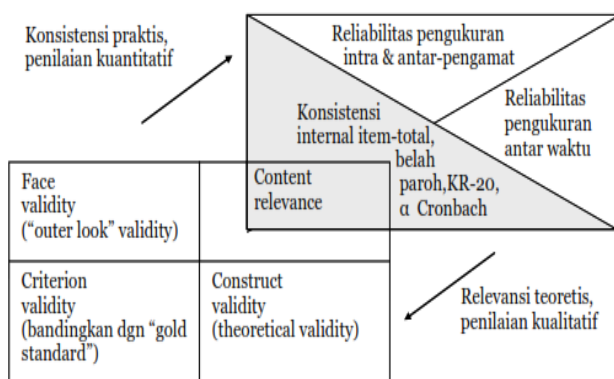 Konsistensi praktis,
penilaian kuantitatif
Reliabilitas pengukuran
intra & antar-pengamat
Reliabilitas
pengukuran
antar waktu
Konsistensi
internal item-total,
belah
paroh,KR-20,
α Cronbach
Face
validity
(“outer look” validity)
Content
relevance
Criterion
validity
(bandingkan dgn “gold
standard”)
Construct
validity
(theoretical validity)
Relevansi teoretis,
penilaian kualitatif